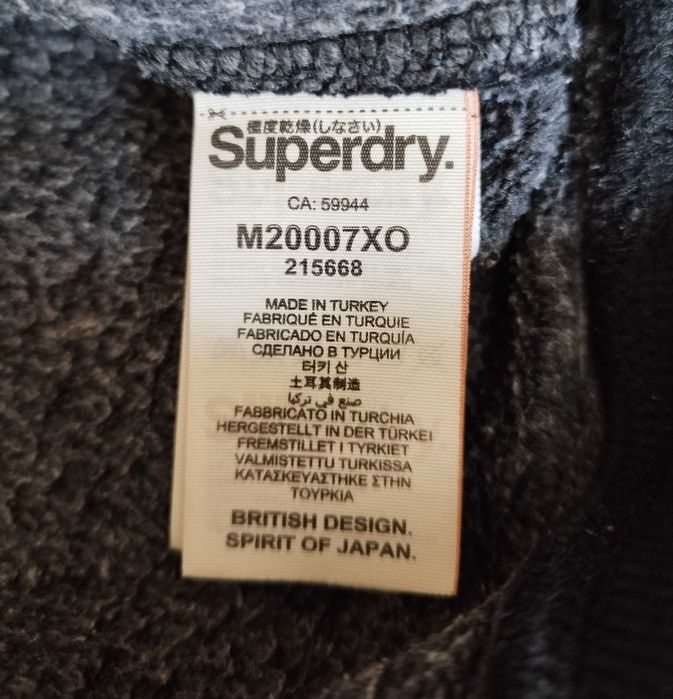 極度乾燥(しなさい)
Superdry.
CA: 59944
M20007XO
215668
MADE IN TURKEY
FABRIQUÉ EN TURQUIE
FABRICADO EN TURQUÍA
СДЕЛАНО В ТУРЦИИ
터키 산
土耳其制造
صنع في تركيا
FABBRICATO IN TURCHIA
HERGESTELLT IN DER TÜRKEI
FREMSTILLET I TYRKIET
VALMISTETTU TURKISSA
ΚΑΤΑΣΚΕΥΑΣΤΗΚΕ ΣΤΗΝ
ΤΟΥΡΚΙΑ
BRITISH DESIGN.
SPIRIT OF JAPAN.